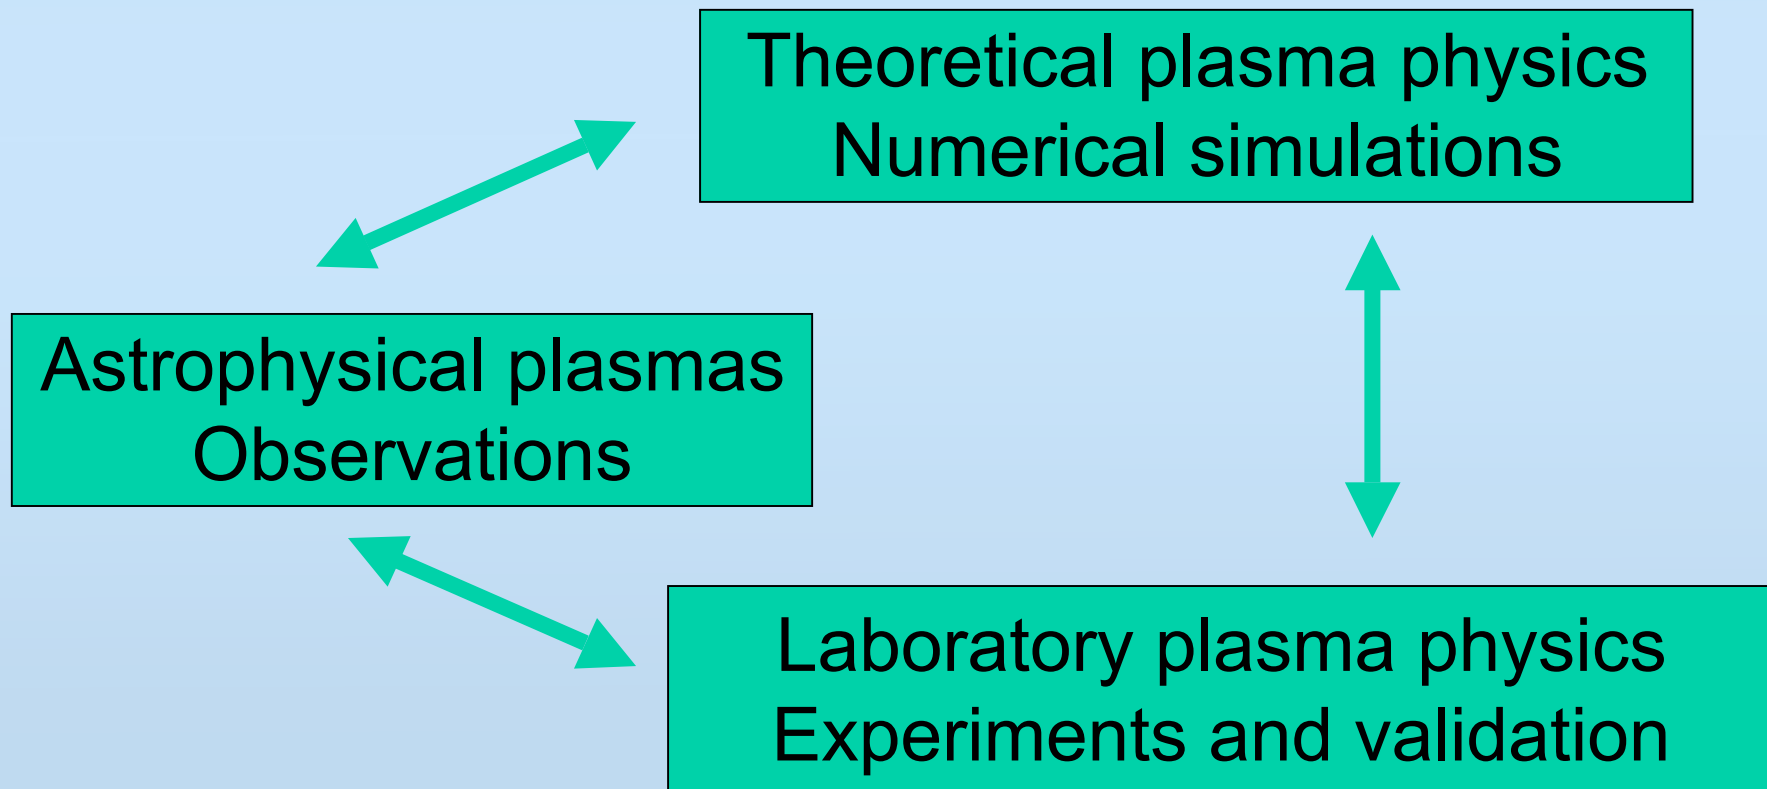 Theoretical plasma physics
Numerical simulations
Astrophysical plasmas
Observations
Laboratory plasma physics
Experiments and validation